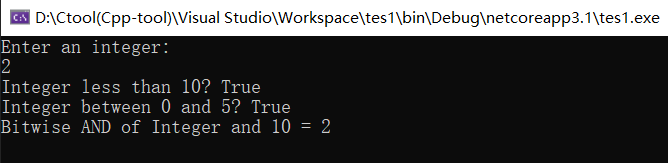 D:\Ctool(Cpp-tool)\Visual Studio\Workspace\tes1\bin\Debug\netcoreapp3.1\tes1.exe
Enter an integer:
2
Integer less than 10? True
Integer between 0 and 5? True
Bitwise AND of Integer and 10 = 2